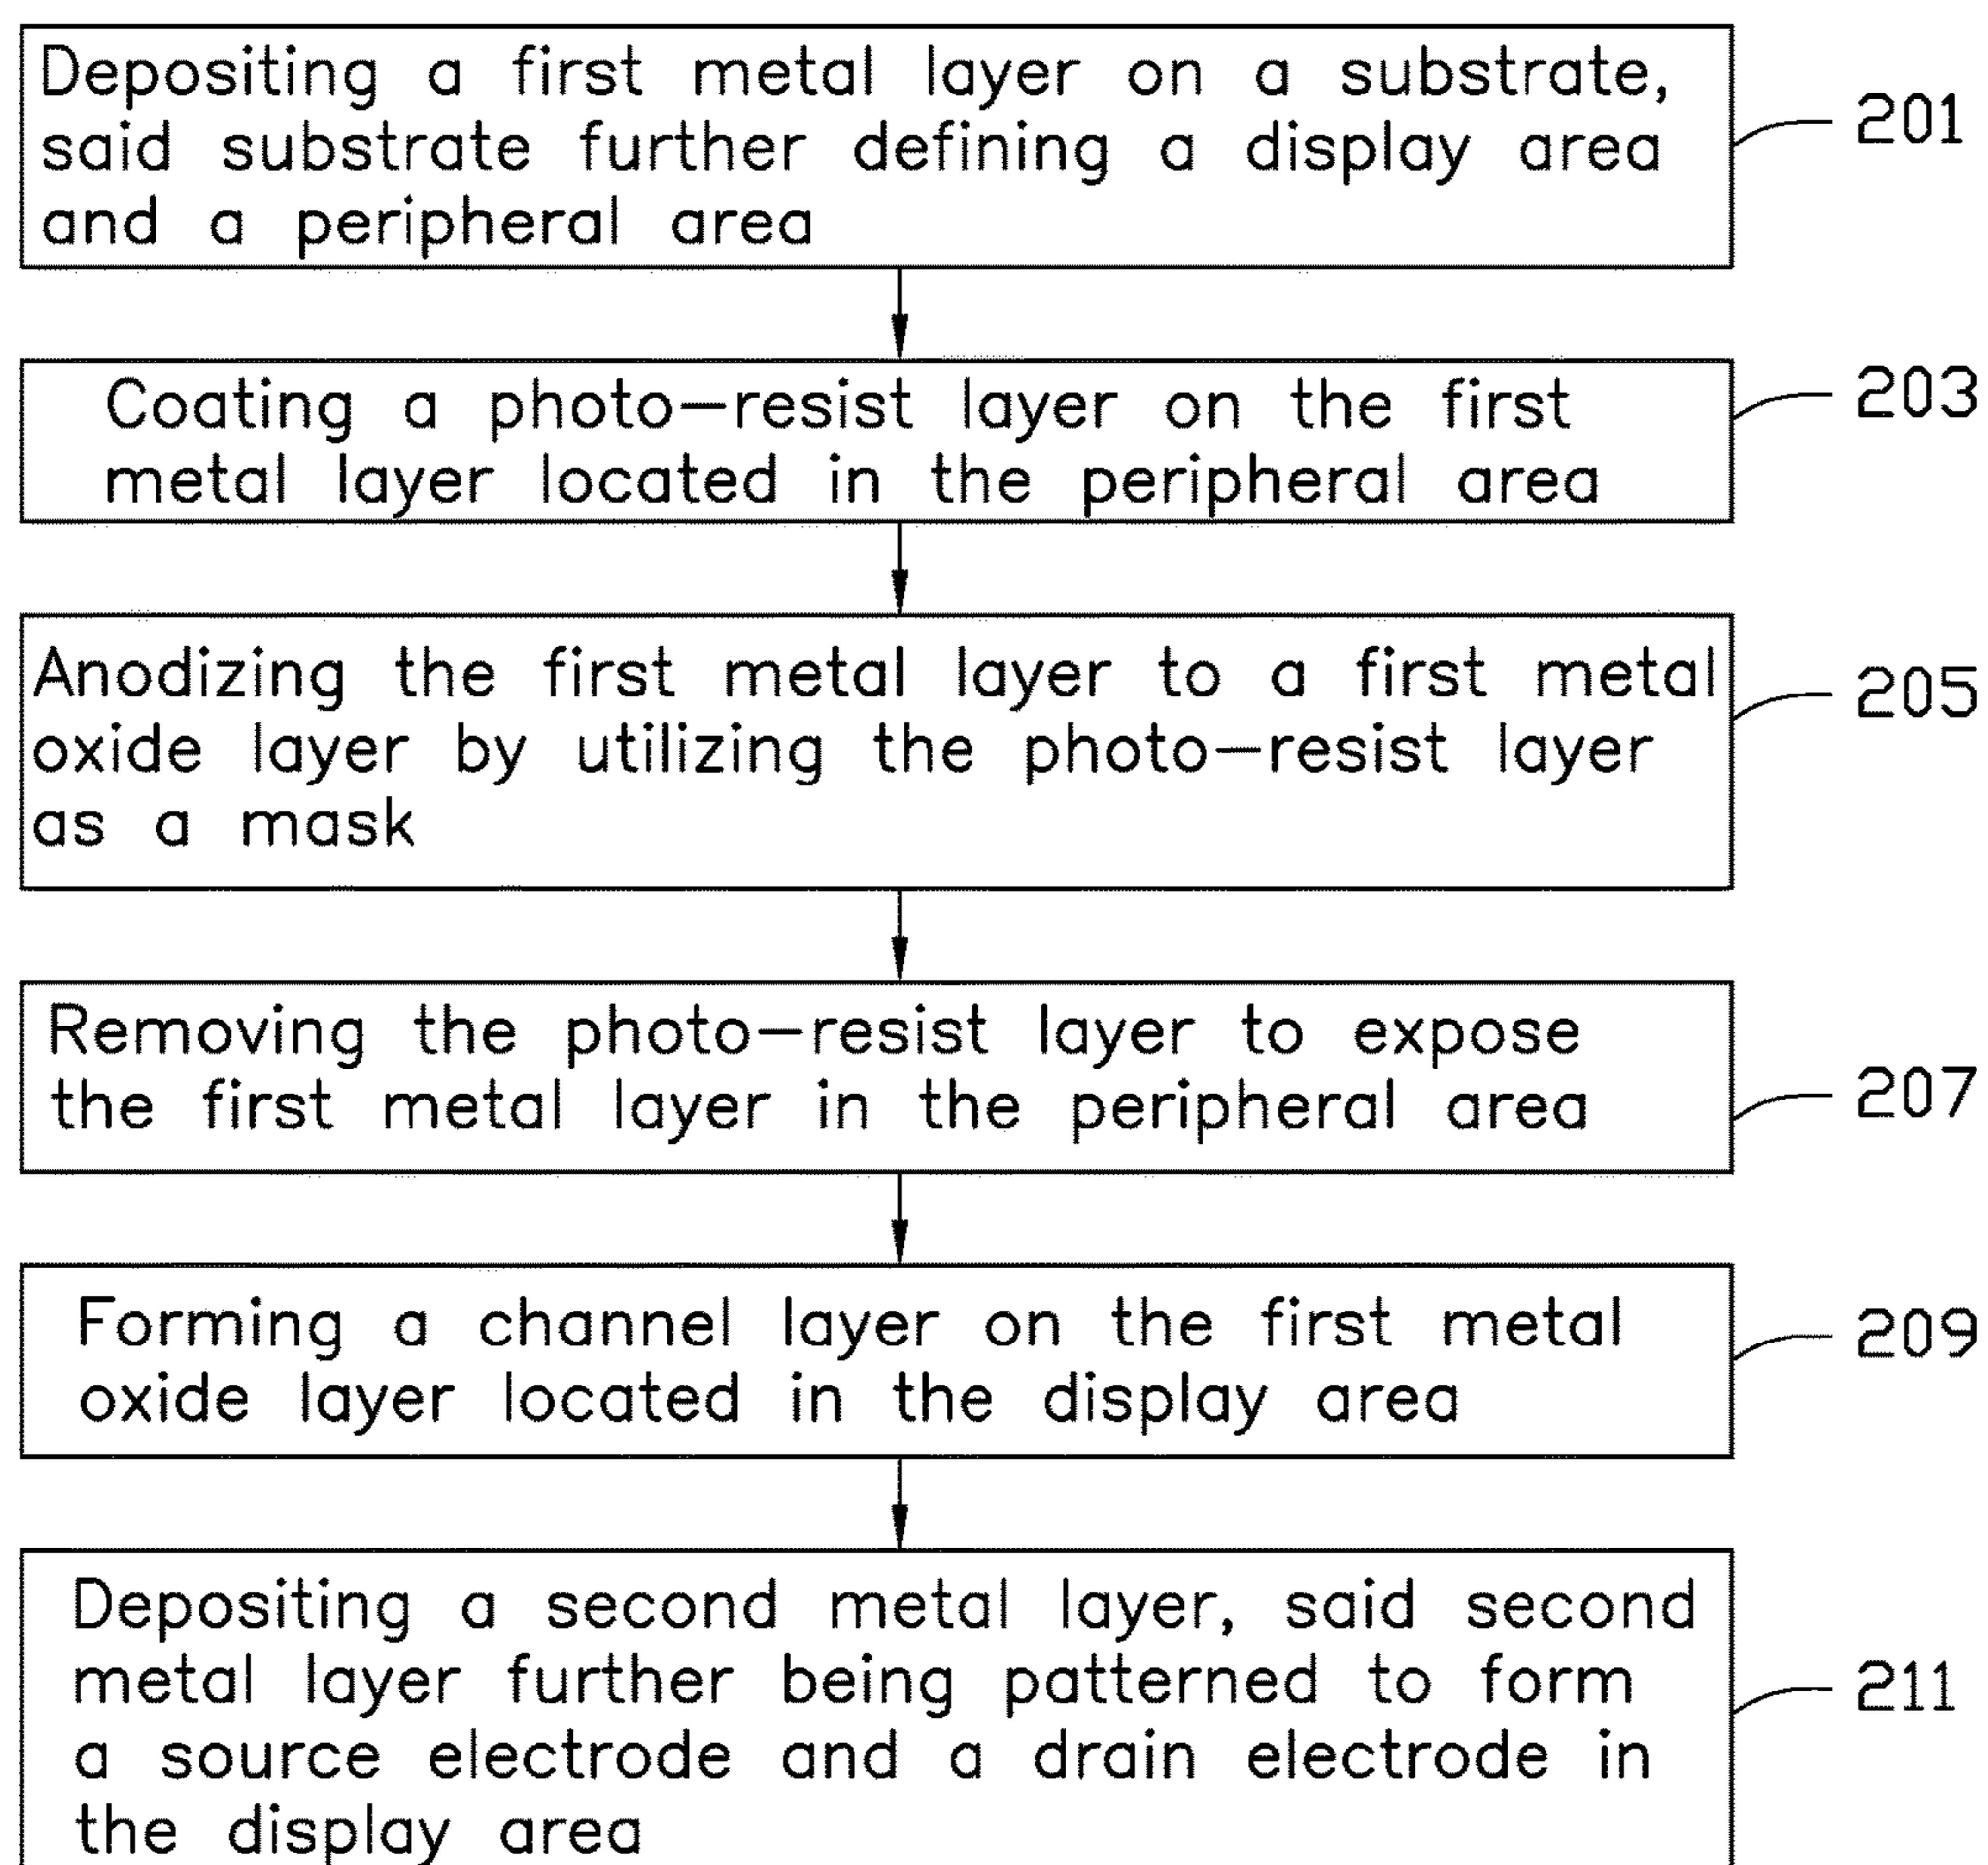 Depositing a first metal layer on a substrate,
said substrate further defining a display area
and a peripheral area
201
Coating a photo-resist layer on the first
metal layer located in the peripheral area
203
Anodizing the first metal layer to a first metal
oxide layer by utilizing the photo-resist layer
as a mask
205
Removing the photo-resist layer to expose
the first metal layer in the peripheral area
207
Forming a channel layer on the first metal
oxide layer located in the display area
209
Depositing a second metal layer, said second
metal layer further being patterned to form
a source electrode and a drain electrode in
the display area
211